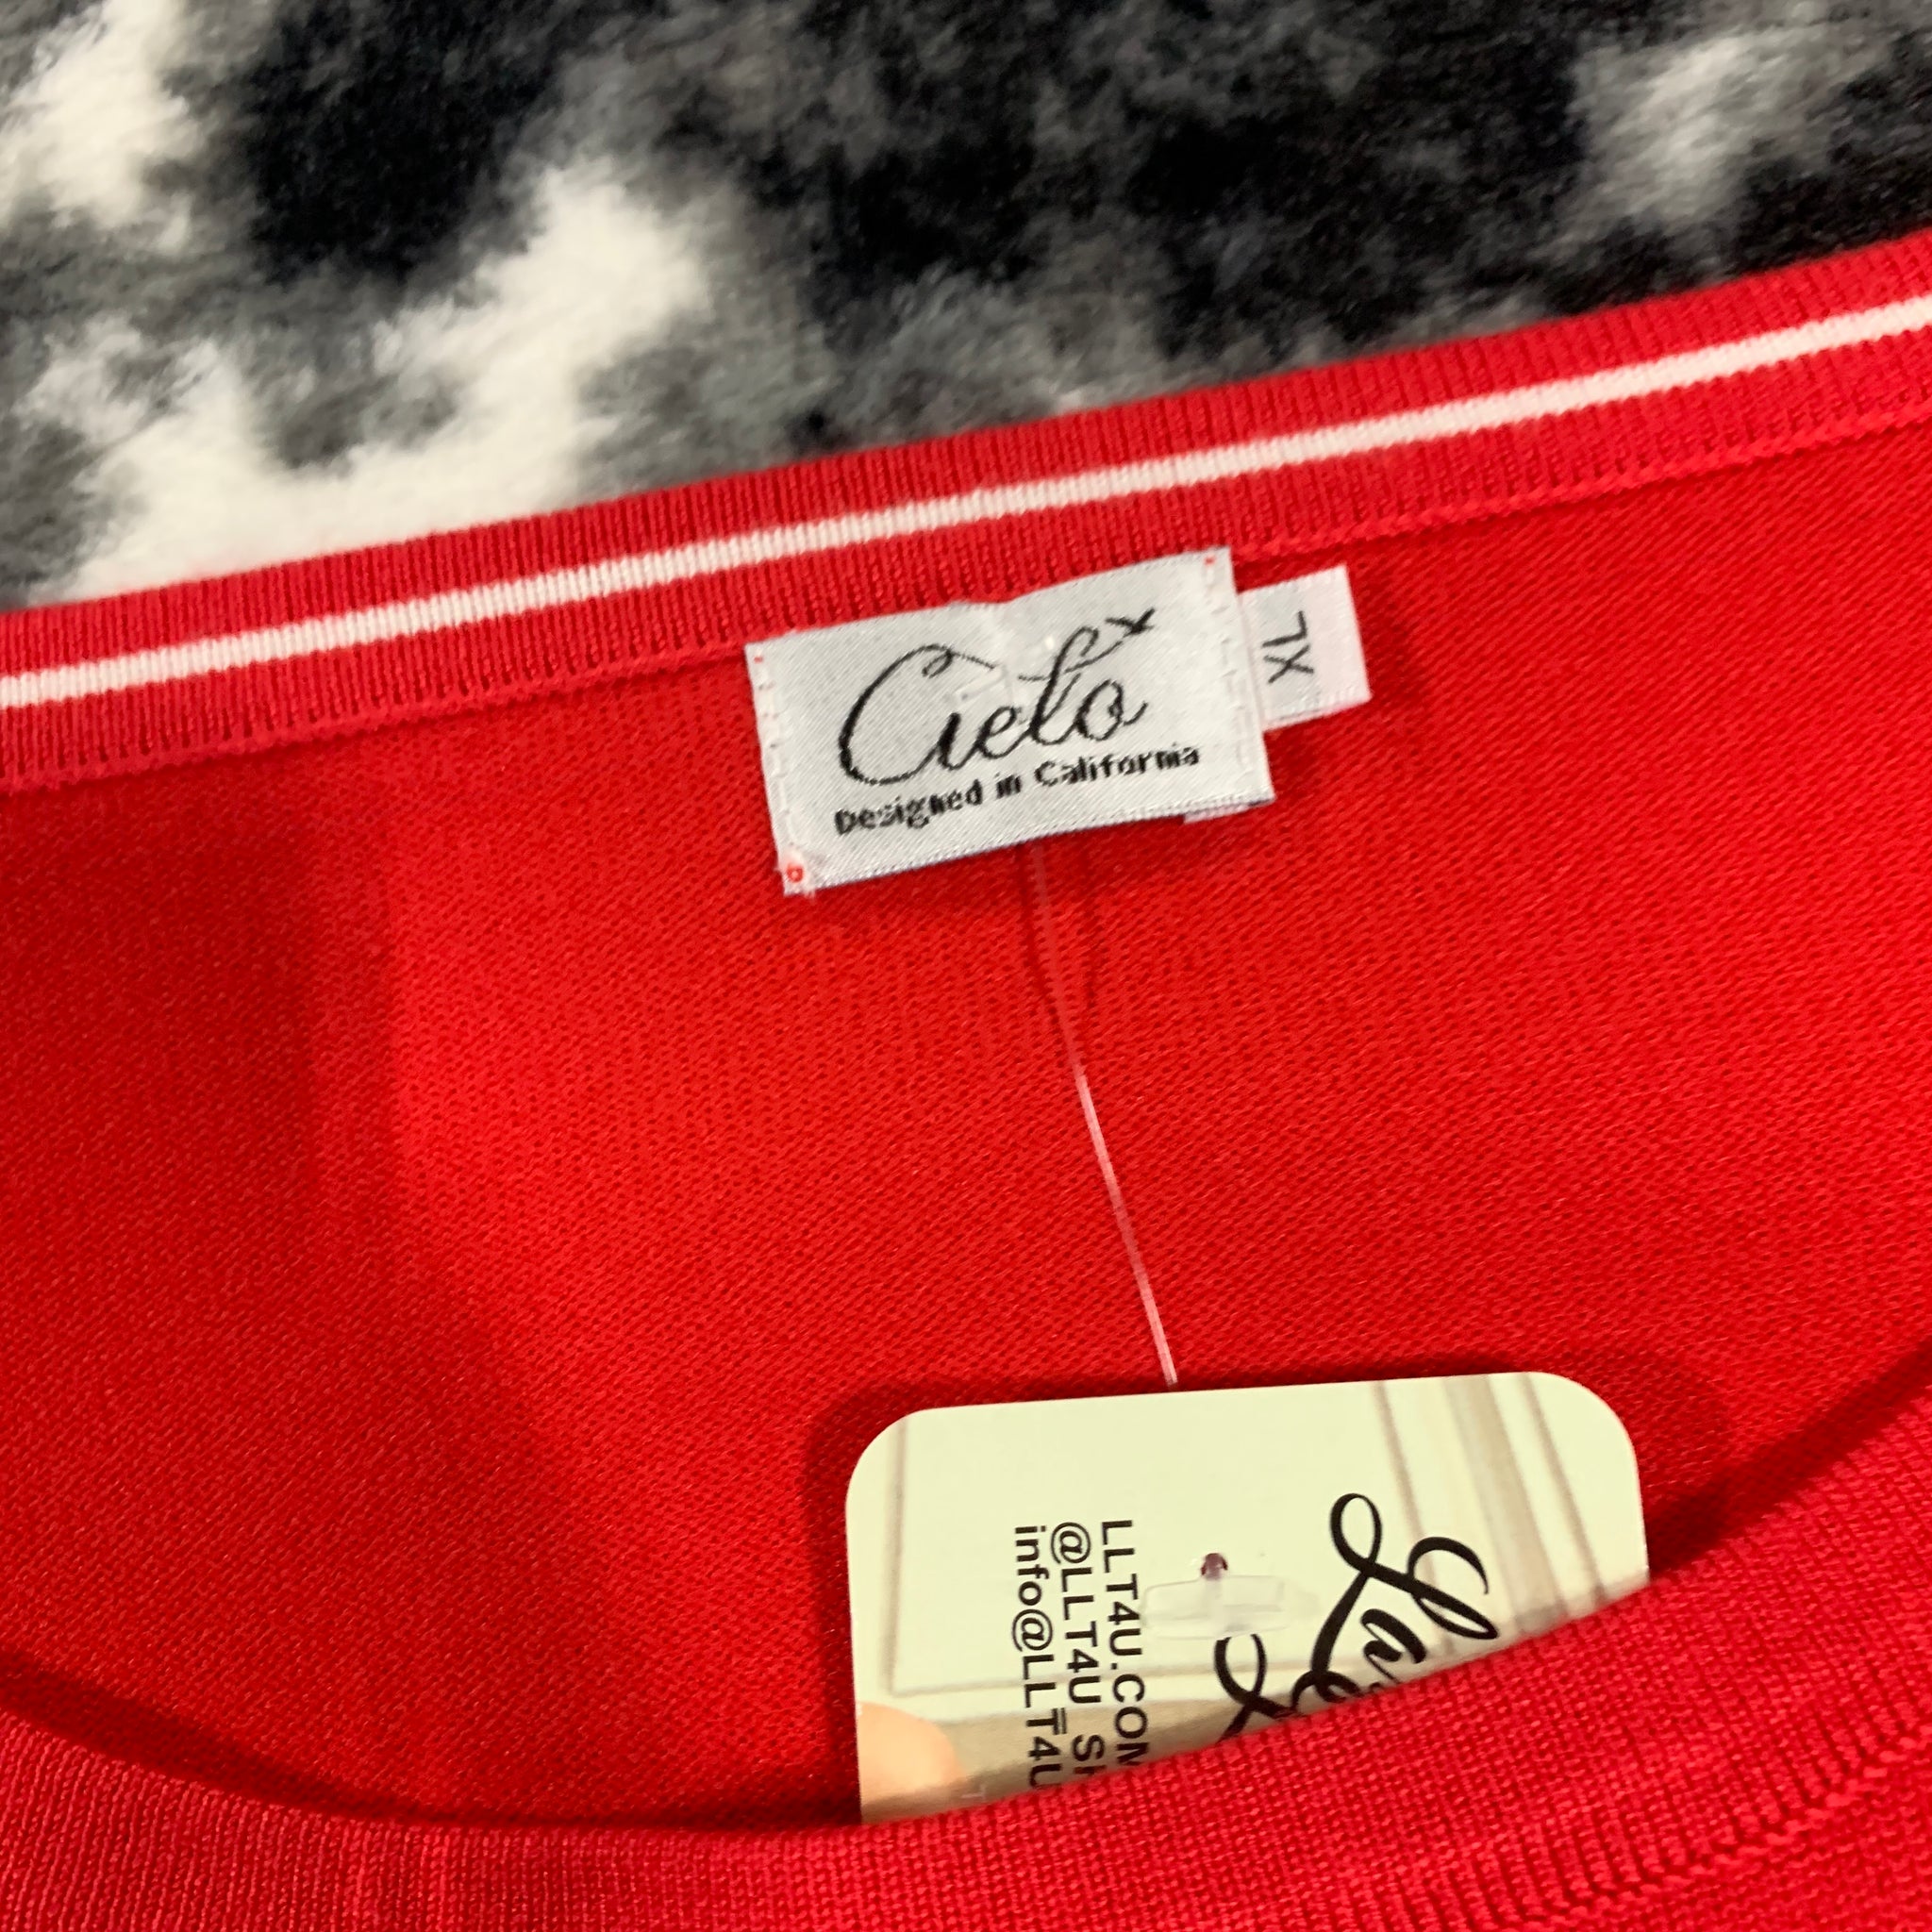 Cielo
Designed in California
XL
LLT4U.COM
@LLT4U
info@LLT4U